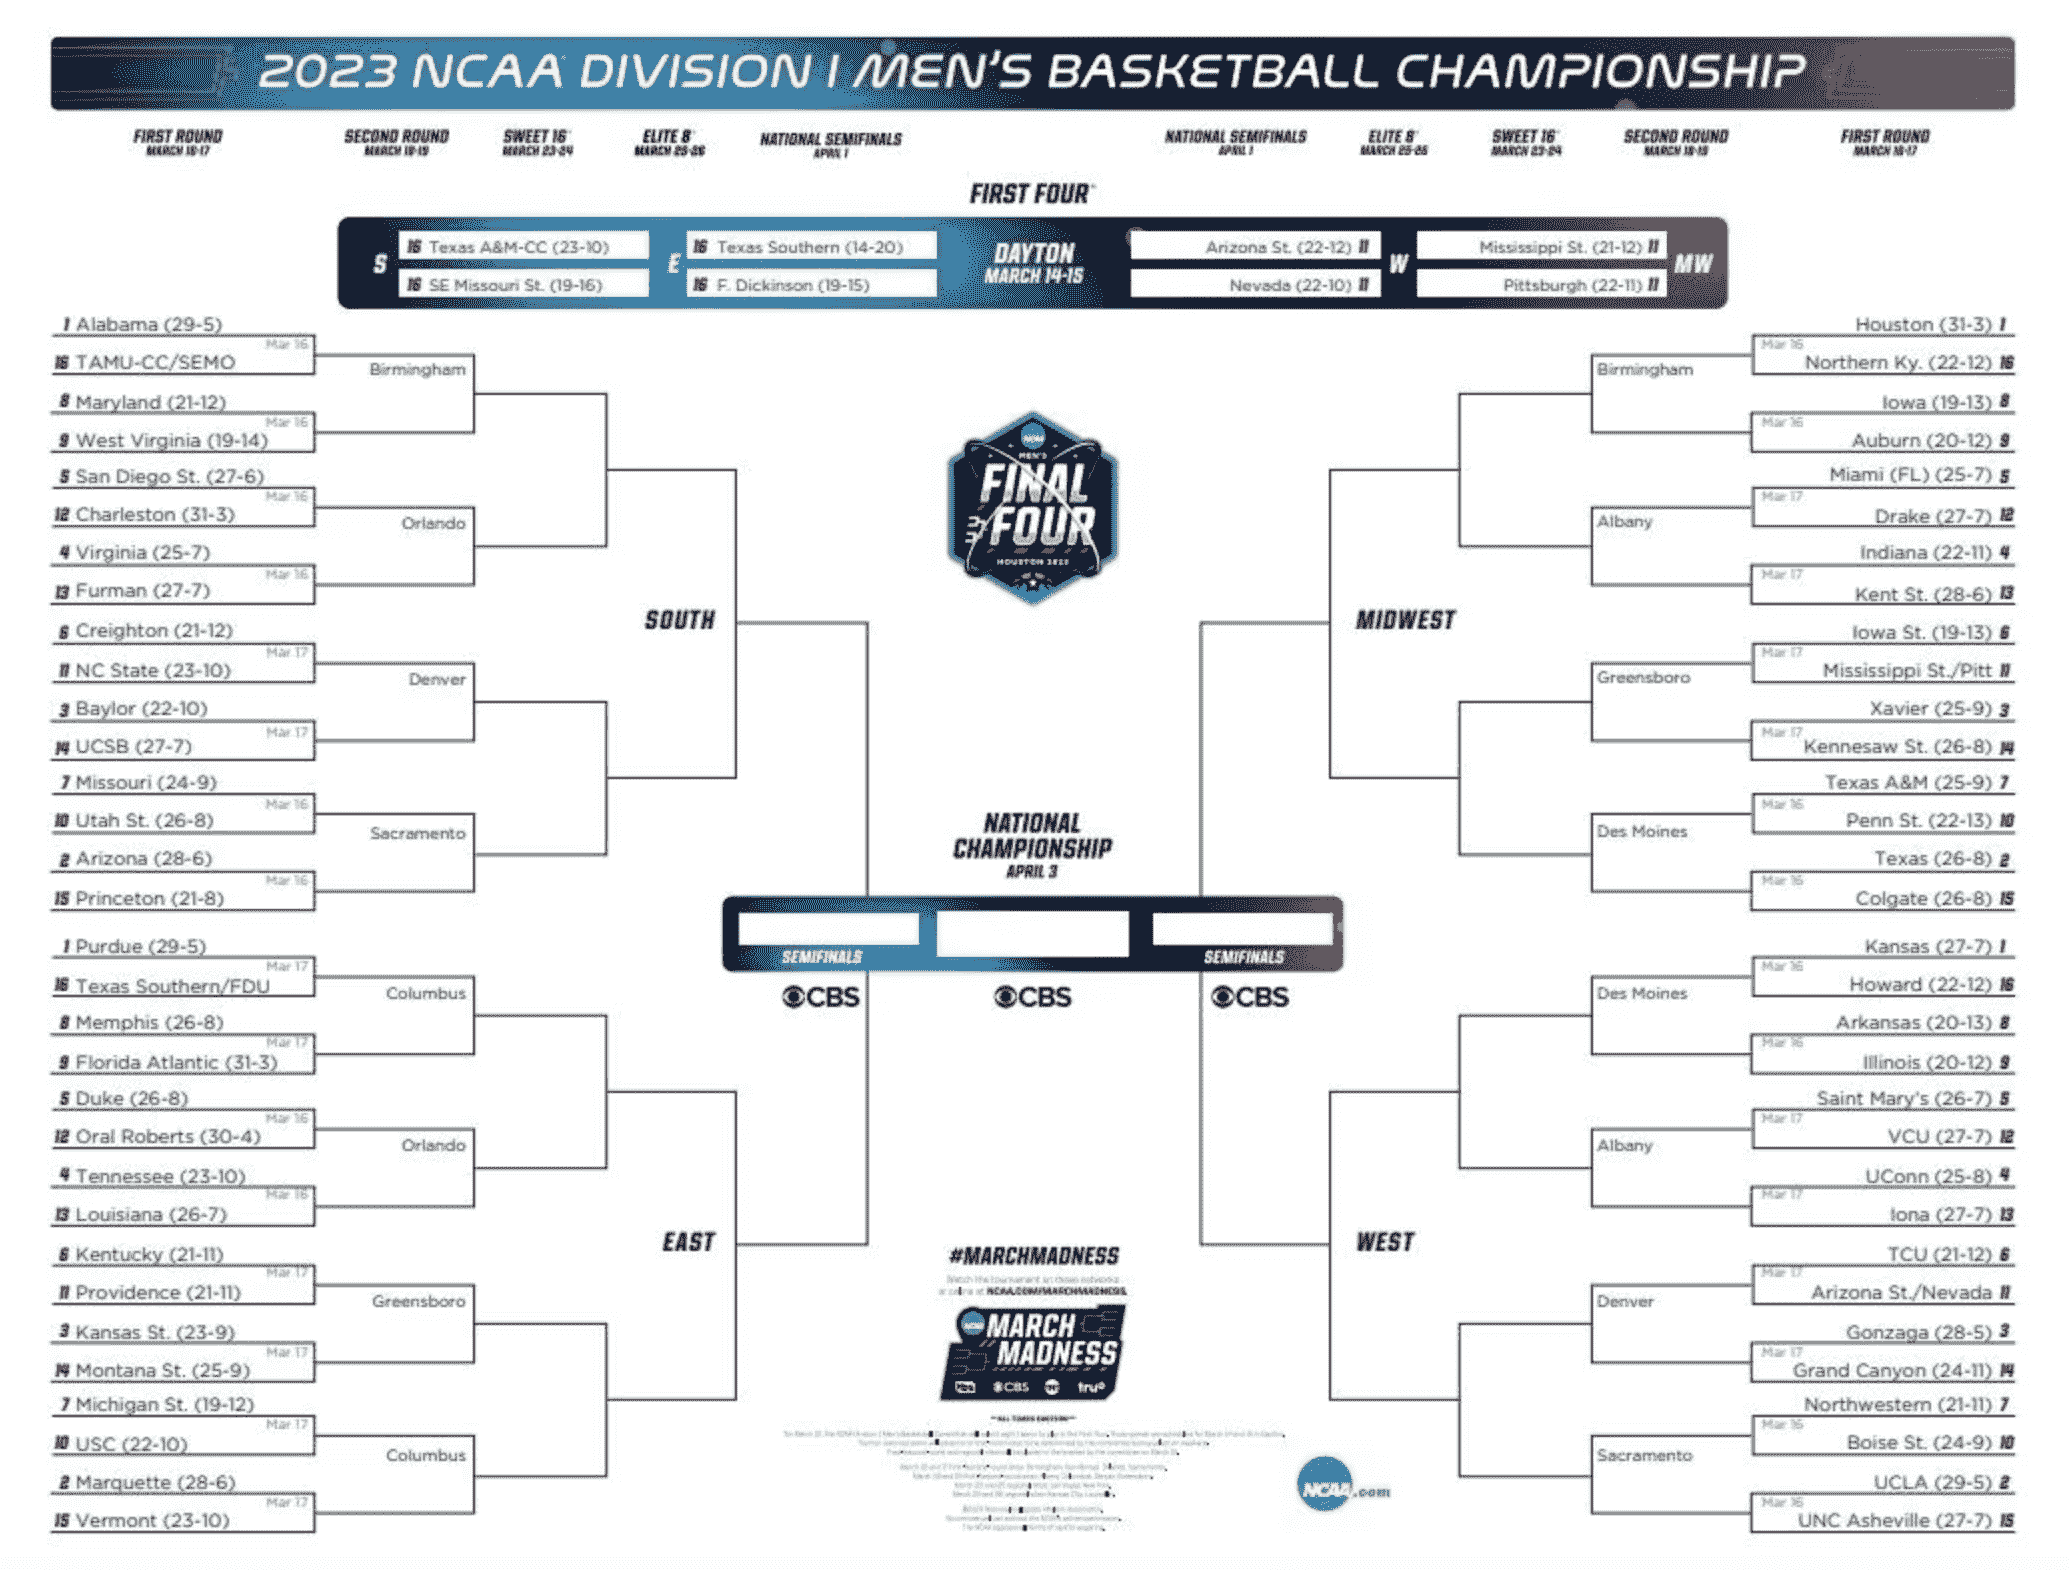 2023 NCAA DIVISION I MEN'S BASKETBALL CHAMPIONSHIP
FIRST ROUND
MARCH 16-17
SECOND ROUND
MARCH 18-19
SWEET 16
MARCH 23-24
ELITE 8
MARCH 25-26
NATIONAL SEMIFINALS
APRIL 1
NATIONAL SEMIFINALS
APRIL 1
ELITE 8
MARCH 25-26
SWEET 16
MARCH 23-24
SECOND ROUND
MARCH 18-19
FIRST ROUND
MARCH 16-17
FIRST FOUR
S
16 Texas A&M-CC (23-10)
16 SE Missouri St. (19-16)
E
16 Texas Southern (14-20)
16 F. Dickinson (19-15)
DAYTON
MARCH 14-15
Arizona St. (22-12) 11
Nevada (22-10) 11
W
Mississippi St. (21-12) 11
Pittsburgh (22-11) 11
MW
1 Alabama (29-5)
Mar 16
16 TAMU-CC/SEMO
Birmingham
8 Maryland (21-12)
Mar 16
9 West Virginia (19-14)
5 San Diego St. (27-6)
Mar 16
12 Charleston (31-3)
Orlando
4 Virginia (25-7)
Mar 16
13 Furman (27-7)
SOUTH
6 Creighton (21-12)
Mar 17
11 NC State (23-10)
Denver
3 Baylor (22-10)
Mar 17
14 UCSB (27-7)
7 Missouri (24-9)
Mar 16
10 Utah St. (26-8)
Sacramento
2 Arizona (28-6)
Mar 16
15 Princeton (21-8)
1 Purdue (29-5)
Mar 17
16 Texas Southern/FDU
Columbus
8 Memphis (26-8)
Mar 17
9 Florida Atlantic (31-3)
5 Duke (26-8)
Mar 16
12 Oral Roberts (30-4)
Orlando
4 Tennessee (23-10)
Mar 16
13 Louisiana (26-7)
EAST
6 Kentucky (21-11)
Mar 17
11 Providence (21-11)
Greensboro
3 Kansas St. (23-9)
Mar 17
14 Montana St. (25-9)
7 Michigan St. (19-12)
Mar 17
10 USC (22-10)
Columbus
2 Marquette (28-6)
Mar 17
15 Vermont (23-10)
NCAA
MEN'S
FINAL
FOUR
HOUSTON 2023
NATIONAL
CHAMPIONSHIP
APRIL 3
SEMIFINALS
SEMIFINALS
CBS
CBS
CBS
#MARCHMADNESS
Watch the tournament on these networks
or online at NCAA.COM/MARCHMADNESS
NCAA
MARCH
MADNESS
tbs
CBS
TNT
tru
NCAA.com
Houston (31-3) 1
Mar 16
Northern Ky. (22-12) 16
Birmingham
Iowa (19-13) 8
Mar 16
Auburn (20-12) 9
Miami (FL) (25-7) 5
Mar 17
Drake (27-7) 12
Albany
Indiana (22-11) 4
Mar 17
Kent St. (28-6) 13
MIDWEST
Iowa St. (19-13) 6
Mar 17
Mississippi St./Pitt 11
Greensboro
Xavier (25-9) 3
Mar 17
Kennesaw St. (26-8) 14
Texas A&M (25-9) 7
Mar 16
Penn St. (22-13) 10
Des Moines
Texas (26-8) 2
Mar 16
Colgate (26-8) 15
Kansas (27-7) 1
Mar 16
Howard (22-12) 16
Des Moines
Arkansas (20-13) 8
Mar 16
Illinois (20-12) 9
Saint Mary's (26-7) 5
Mar 17
VCU (27-7) 12
Albany
UConn (25-8) 4
Mar 17
Iona (27-7) 13
WEST
TCU (21-12) 6
Mar 17
Arizona St./Nevada 11
Denver
Gonzaga (28-5) 3
Mar 17
Grand Canyon (24-11) 14
Northwestern (21-11) 7
Mar 16
Boise St. (24-9) 10
Sacramento
UCLA (29-5) 2
Mar 16
UNC Asheville (27-7) 15